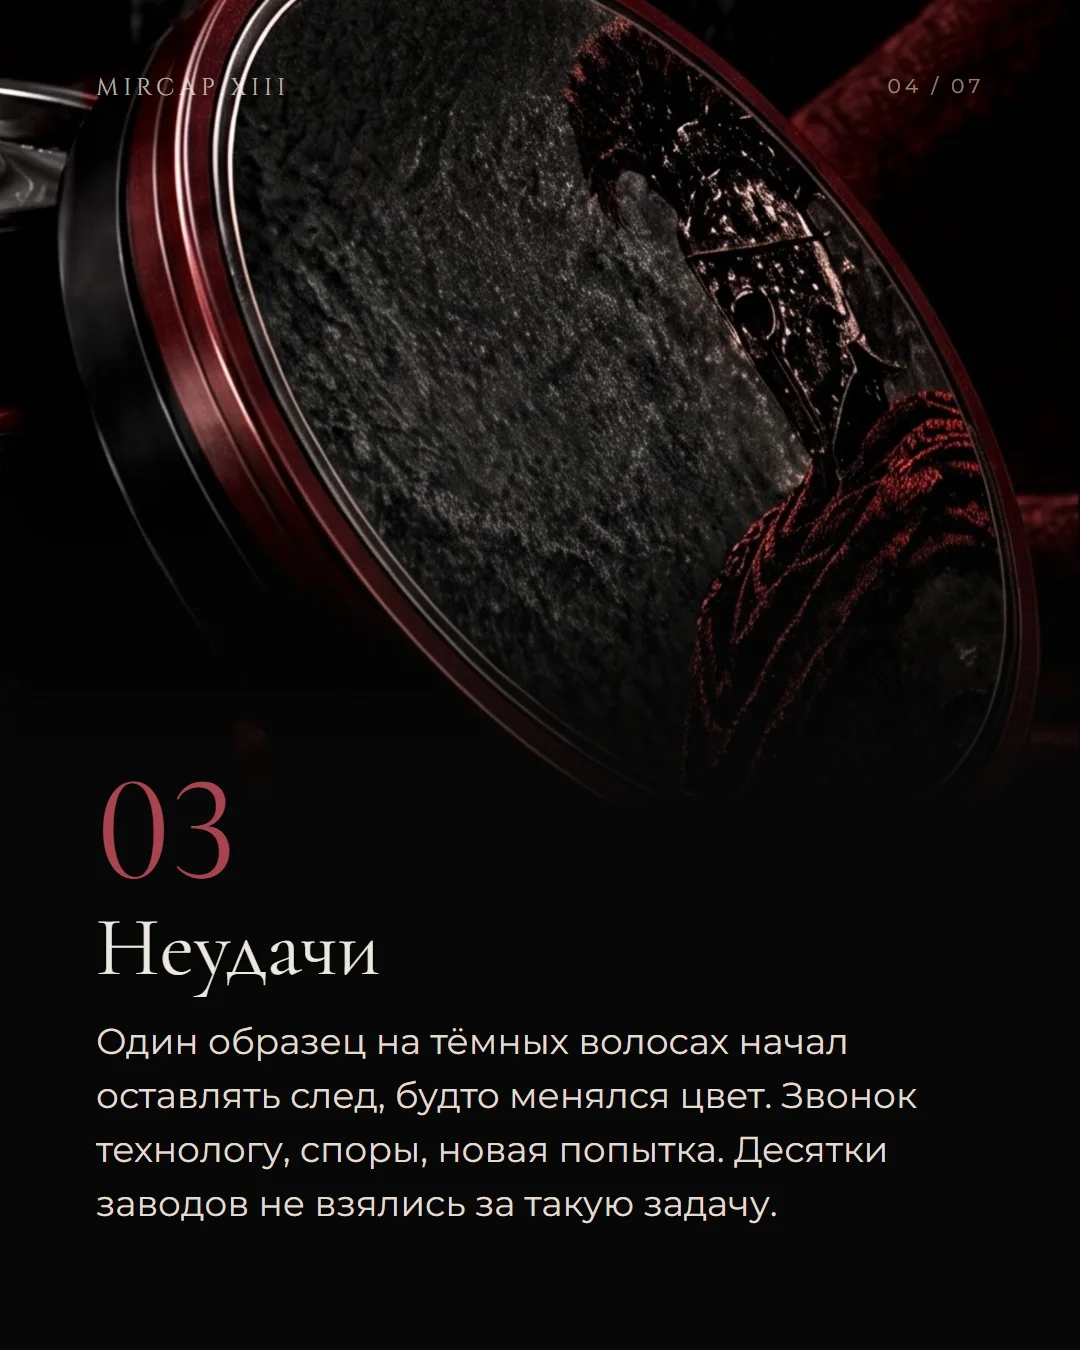 MIRCAP XIII
04 / 07
03
Неудачи
Один образец на тёмных волосах начал
оставлять след, будто менялся цвет. Звонок
технологу, споры, новая попытка. Десятки
заводов не взялись за такую задачу.